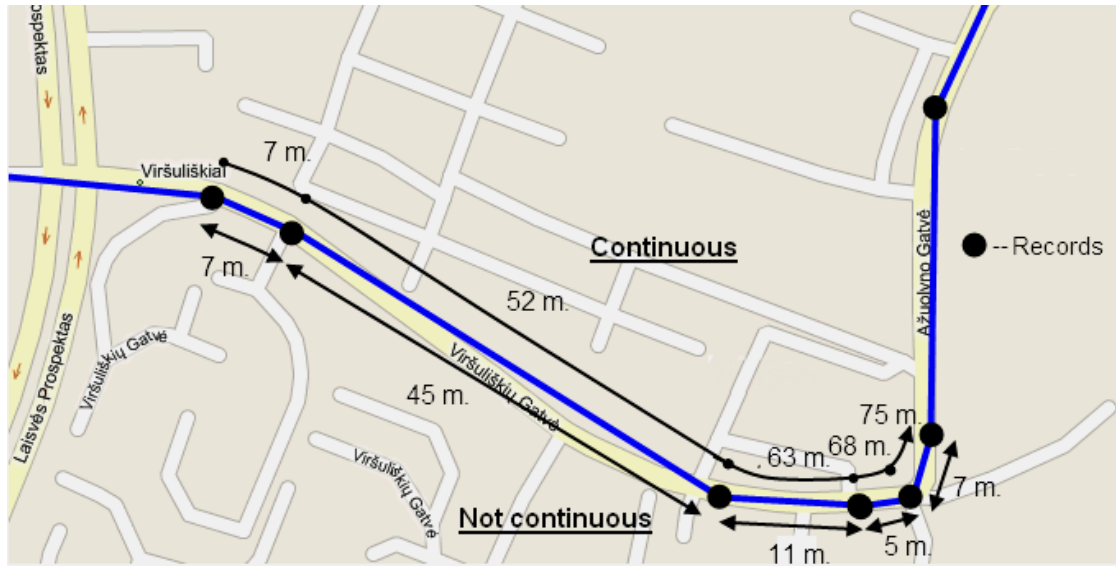 ospektas
Viršuliškiai
7 m.
7 m.
Continuous
-- Records
Ažuolyno Gatvė
52 m.
Viršuliškių Gatvė
Viršuliškių Gatvė
45 m.
Laisvės Prospektas
75 m.
68 m.
63 m.
Viršuliškių Gatvė
7 m.
Not continuous
11 m.
5 m.